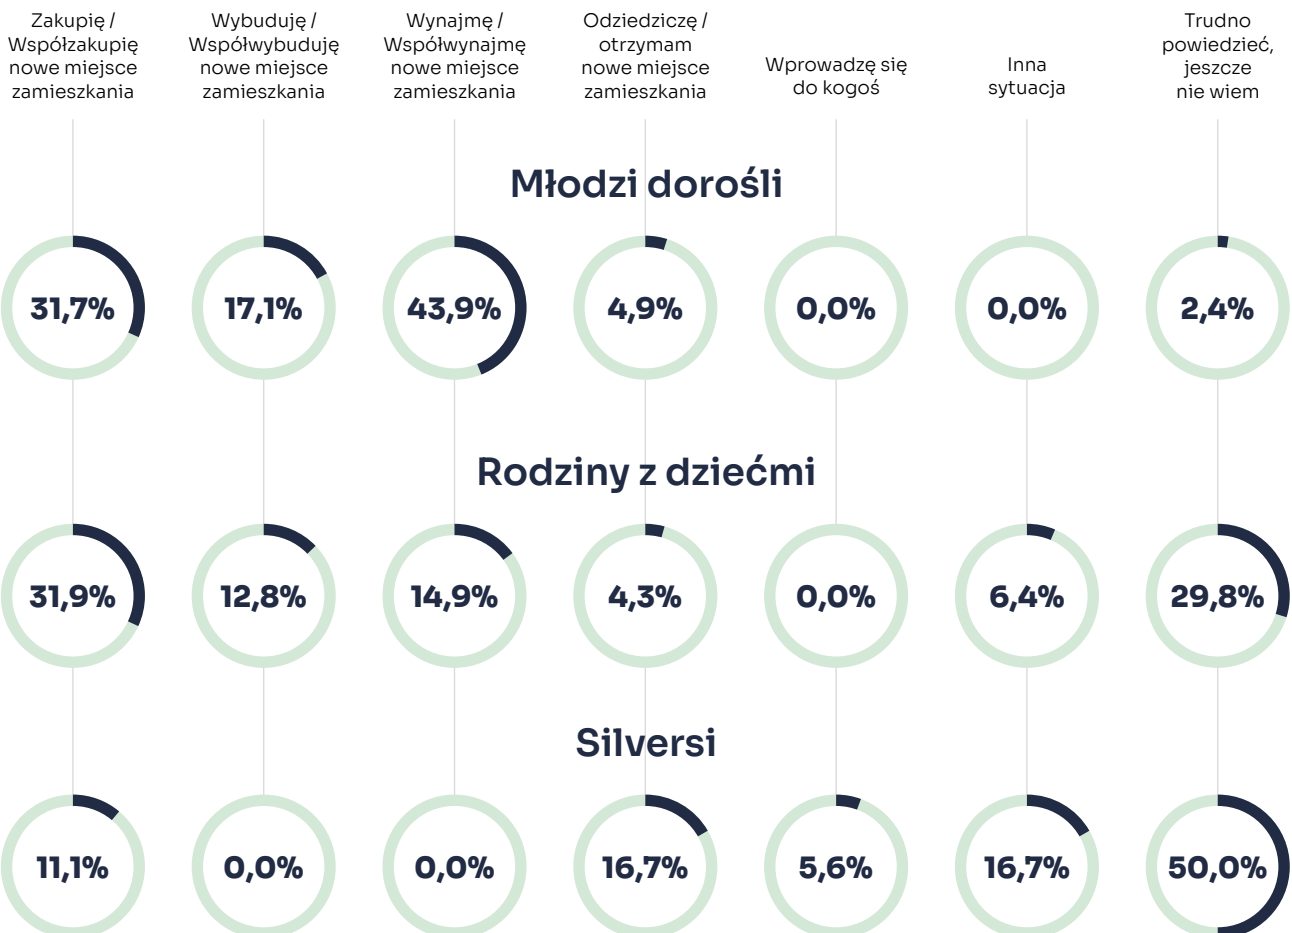 Zakupię /
Współzakupię
nowe miejsce
zamieszkania
Wybuduję /
Współwybuduję
nowe miejsce
zamieszkania
Wynajmę /
Współwynajmę
nowe miejsce
zamieszkania
Odziedziczę /
otrzymam
nowe miejsce
zamieszkania
Wprowadzę się
do kogoś
Inna
sytuacja
Trudno
powiedzieć,
jeszcze
nie wiem
Młodzi dorośli
31,7%
17,1%
43,9%
4,9%
0,0%
0,0%
2,4%
Rodziny z dziećmi
31,9%
12,8%
14,9%
4,3%
0,0%
6,4%
29,8%
Silversi
11,1%
0,0%
0,0%
16,7%
5,6%
16,7%
50,0%